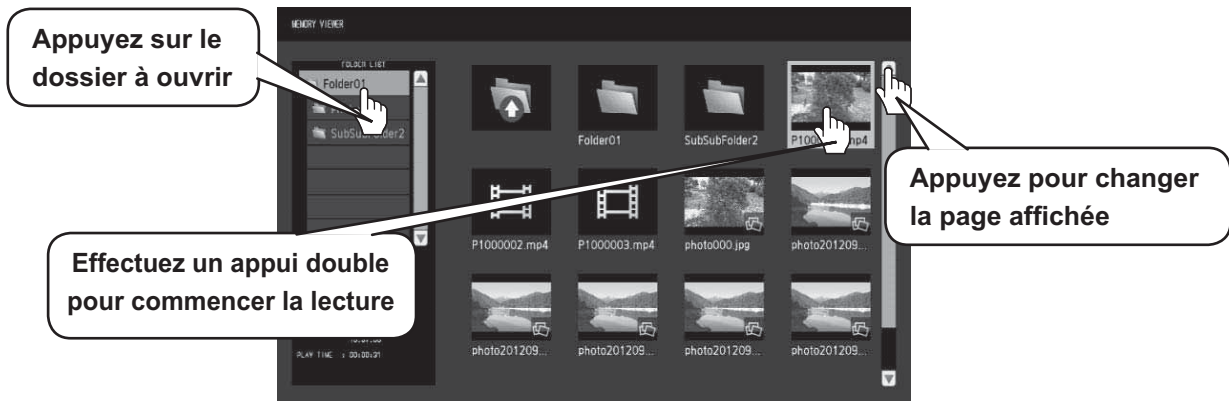 MEMORY VIEWER
Appuyez sur le
dossier à ouvrir
FOLDER LIST
Folder01
SubSubFolder2
Folder01
SubSubFolder2
Appuyez pour changer
la page affichée
P1000002.mp4
P1000003.mp4
photo000.jpg
photo201209...
Effectuez un appui double
pour commencer la lecture
PLAY TIME : 00:00:31
photo201209...
photo201209...
photo201209...
photo201209...